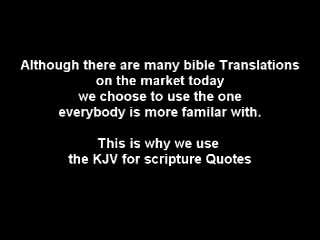 Although there are many bible Translations
on the market today
we choose to use the one
everybody is more familar with.
This is why we use
the KJV for scripture Quotes